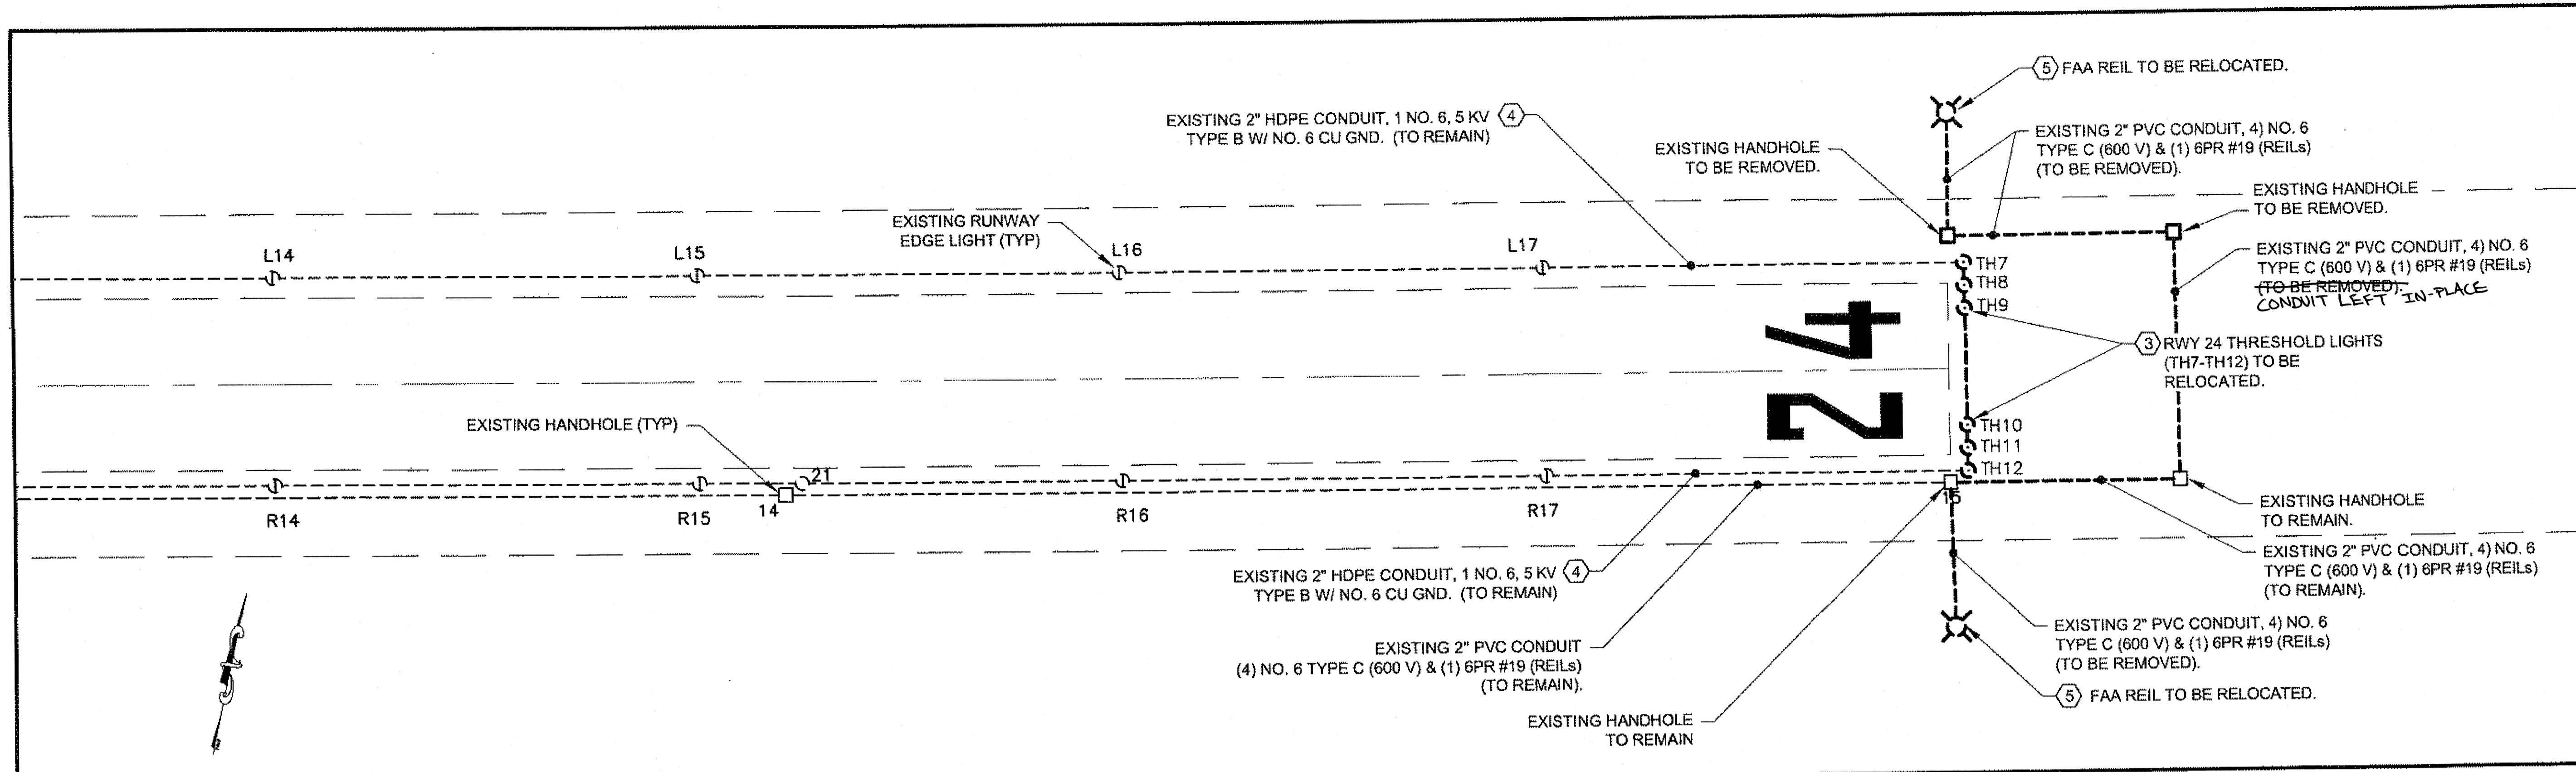 ⑤ FAA REIL TO BE RELOCATED.
EXISTING 2" HDPE CONDUIT, 1 NO. 6, 5 KV ④
TYPE B W/ NO. 6 CU GND. (TO REMAIN)
EXISTING HANDHOLE
TO BE REMOVED.
EXISTING 2" PVC CONDUIT, 4) NO. 6
TYPE C (600 V) & (1) 6PR #19 (REILs)
(TO BE REMOVED).
EXISTING HANDHOLE
TO BE REMOVED.
EXISTING RUNWAY
EDGE LIGHT (TYP)
L14
L15
L16
L17
EXISTING 2" PVC CONDUIT, 4) NO. 6
TYPE C (600 V) & (1) 6PR #19 (REILs)
(TO BE REMOVED).
CONDUIT LEFT IN-PLACE
TH7
TH8
TH9
24
③ RWY 24 THRESHOLD LIGHTS
(TH7-TH12) TO BE
RELOCATED.
EXISTING HANDHOLE (TYP)
TH10
TH11
TH12
21
14
15
R14
R15
R16
R17
EXISTING HANDHOLE
TO REMAIN.
EXISTING 2" PVC CONDUIT, 4) NO. 6
TYPE C (600 V) & (1) 6PR #19 (REILs)
(TO REMAIN).
EXISTING 2" HDPE CONDUIT, 1 NO. 6, 5 KV ④
TYPE B W/ NO. 6 CU GND. (TO REMAIN)
EXISTING 2" PVC CONDUIT
(4) NO. 6 TYPE C (600 V) & (1) 6PR #19 (REILs)
(TO REMAIN).
EXISTING 2" PVC CONDUIT, 4) NO. 6
TYPE C (600 V) & (1) 6PR #19 (REILs)
(TO BE REMOVED).
⑤ FAA REIL TO BE RELOCATED.
EXISTING HANDHOLE
TO REMAIN